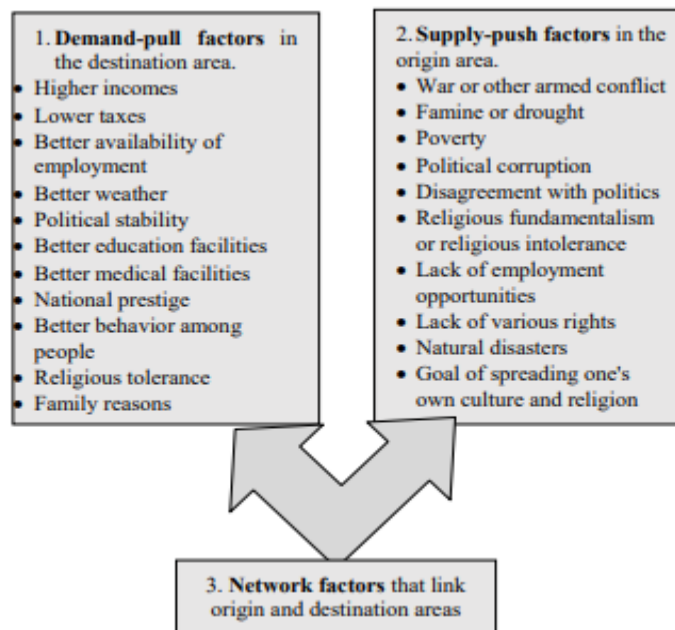 1. Demand-pull factors in
the destination area.
• Higher incomes
• Lower taxes
• Better availability of
employment
• Better weather
• Political stability
• Better education facilities
• Better medical facilities
• National prestige
• Better behavior among
people
• Religious tolerance
• Family reasons
2. Supply-push factors in the
origin area.
• War or other armed conflict
• Famine or drought
• Poverty
• Political corruption
• Disagreement with politics
• Religious fundamentalism
or religious intolerance
• Lack of employment
opportunities
• Lack of various rights
• Natural disasters
• Goal of spreading one's
own culture and religion
3. Network factors that link
origin and destination areas